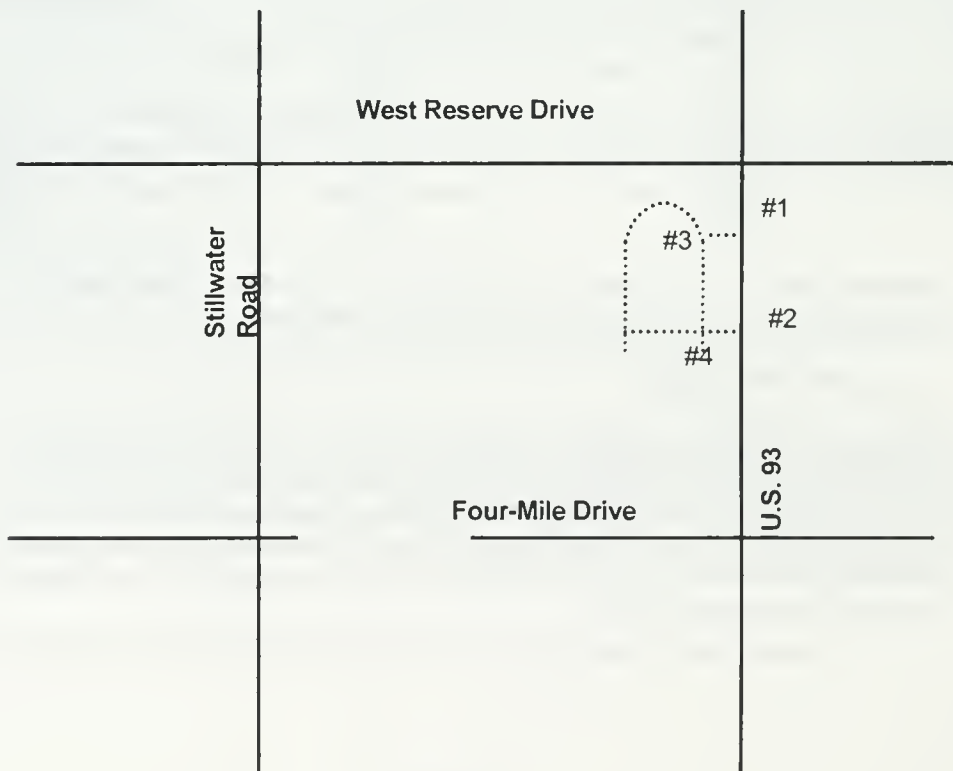 West Reserve Drive
#1
Stillwater
Road
#3
#2
#4
U.S. 93
Four-Mile Drive